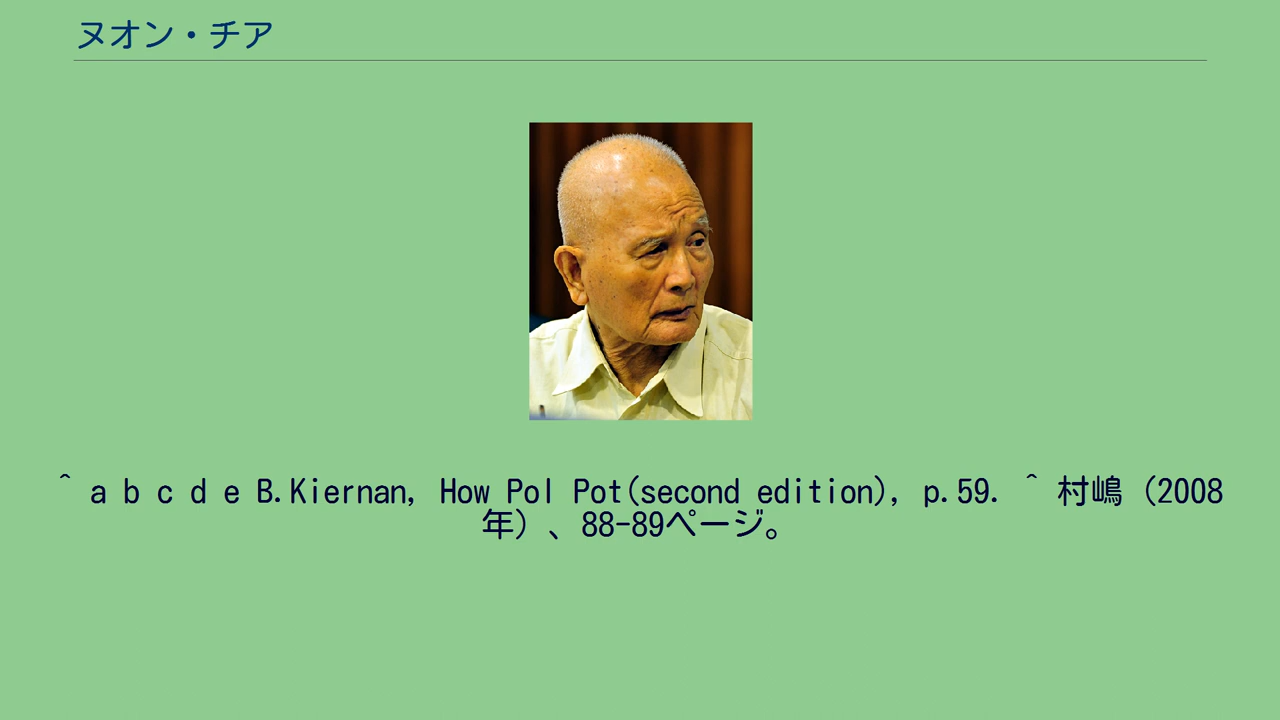 ヌオン・チア
^ a b c d e B.Kiernan, How Pol Pot(second edition), p.59. ^ 村嶋（2008
年）、88-89ページ。